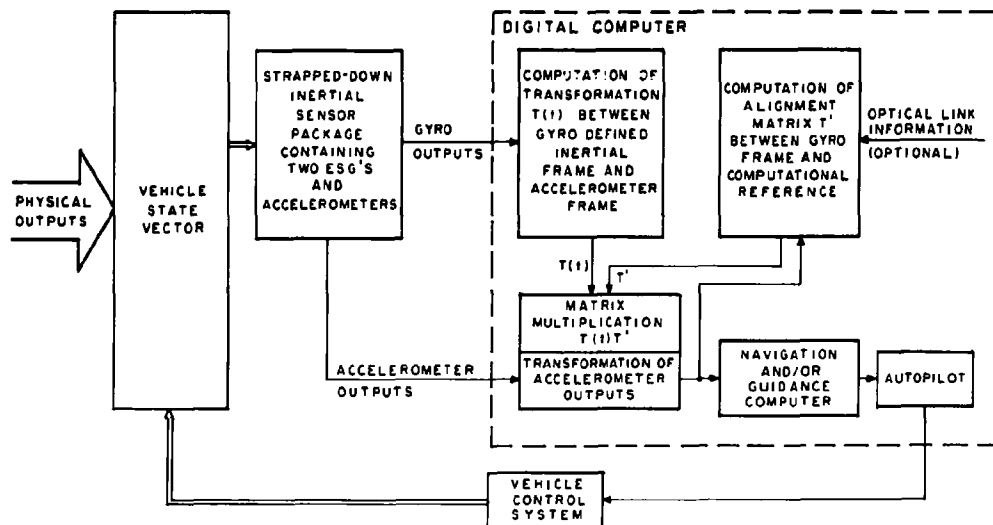 DIGITAL COMPUTER
PHYSICAL
OUTPUTS
VEHICLE
STATE
VECTOR
STRAPPED-DOWN
INERTIAL
SENSOR
PACKAGE
CONTAINING
TWO ESG'S
AND
ACCELEROMETERS
GYRO
OUTPUTS
COMPUTATION OF
TRANSFORMATION
T(t) BETWEEN
GYRO DEFINED
INERTIAL
FRAME AND
ACCELEROMETER
FRAME
COMPUTATION OF
ALIGNMENT
MATRIX T'
BETWEEN GYRO
FRAME AND
COMPUTATIONAL
REFERENCE
OPTICAL LINK
INFORMATION
(OPTIONAL)
T(t)
T'
MATRIX
MULTIPLICATION
T(t)T'
TRANSFORMATION OF
ACCELEROMETER
OUTPUTS
ACCELEROMETER
OUTPUTS
NAVIGATION
AND/OR
GUIDANCE
COMPUTER
AUTOPILOT
VEHICLE
CONTROL
SYSTEM